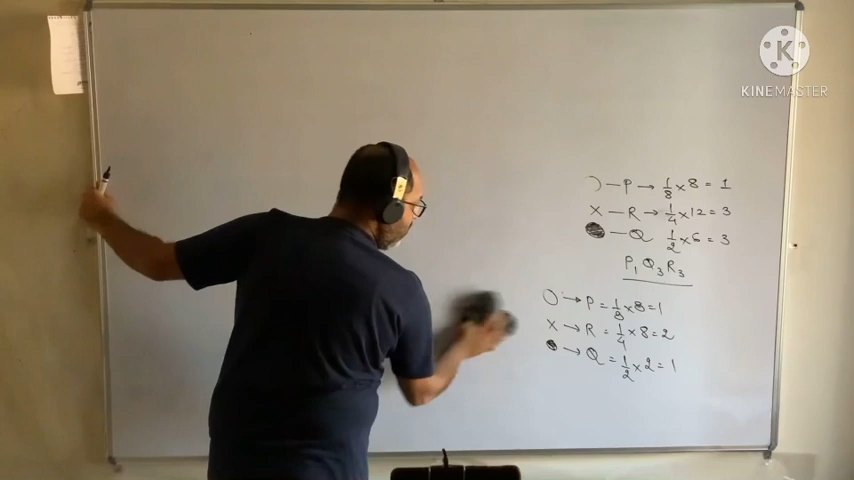 K
KINEMASTER
○ — P → 1/8 × 8 = 1
× — R → 1/4 × 12 = 3
● — Q 1/2 × 6 = 3
P₁ Q₃ R₃
○ → P = 1/8 × 8 = 1
× → R = 1/4 × 8 = 2
● → Q = 1/2 × 2 = 1